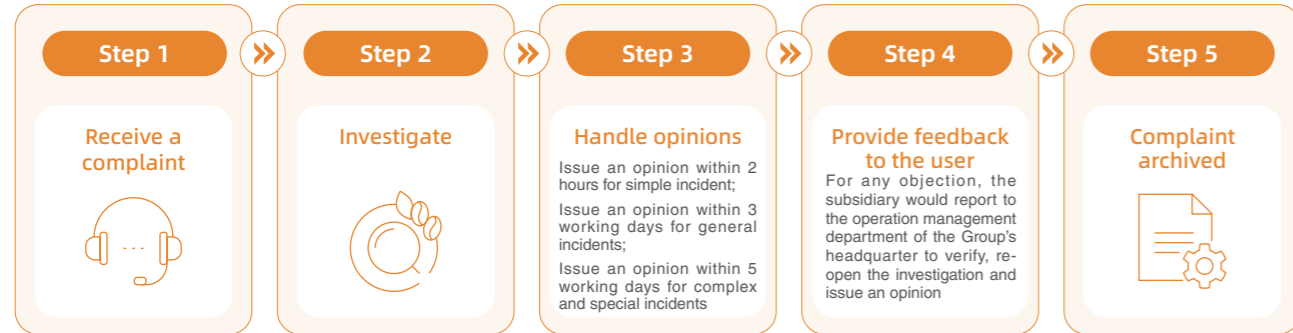 Step 1
Receive a
complaint
Step 2
Investigate
Step 3
Handle opinions
Issue an opinion within 2
hours for simple incident;
Issue an opinion within 3
working days for general
incidents;
Issue an opinion within 5
working days for complex
and special incidents
Step 4
Provide feedback
to the user
For any objection, the
subsidiary would report to
the operation management
department of the Group's
headquarter to verify, re-
open the investigation and
issue an opinion
Step 5
Complaint
archived